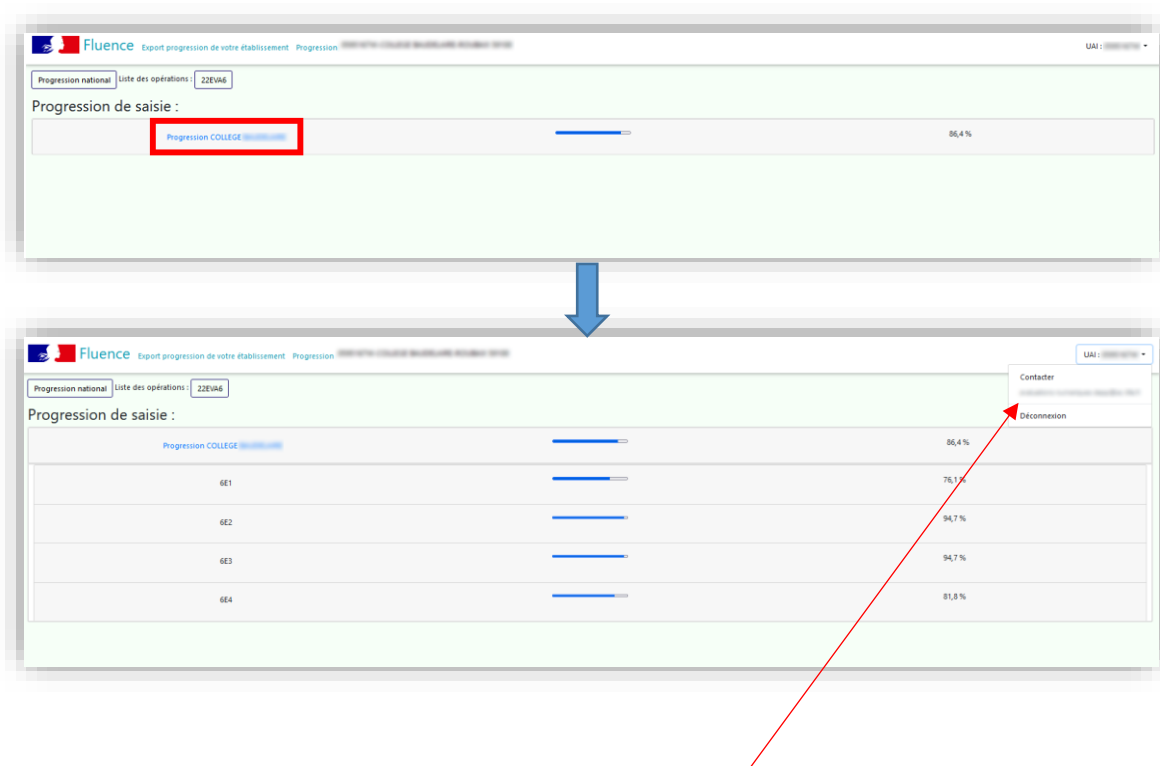 Fluence Export progression de votre établissement Progression
UAI :
Progression national Liste des opérations : 22EVA6
Progression de saisie :
Progression COLLEGE 86,4 %
Fluence Export progression de votre établissement Progression
UAI :
Contacter
Déconnexion
Progression national Liste des opérations : 22EVA6
Progression de saisie :
Progression COLLEGE 86,4 %
6E1 76,1 %
6E2 94,7 %
6E3 94,7 %
6E4 81,8 %